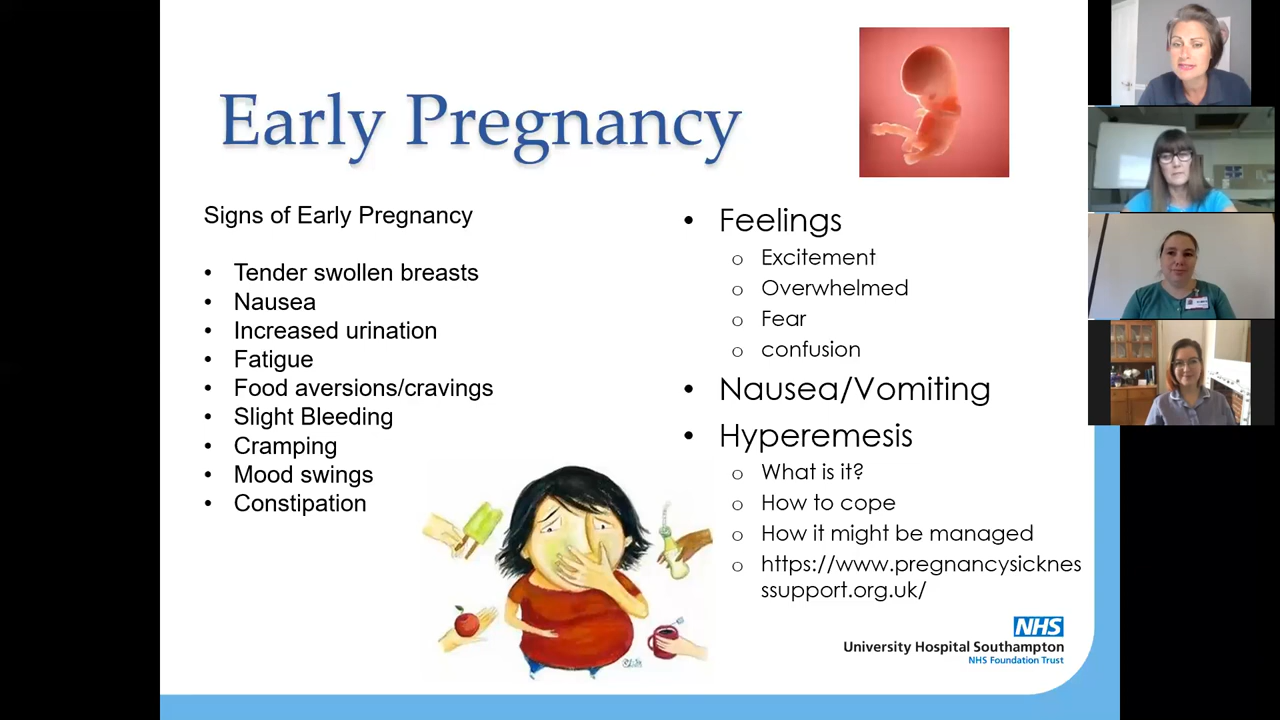 Early Pregnancy
Signs of Early Pregnancy
• Tender swollen breasts
• Nausea
• Increased urination
• Fatigue
• Food aversions/cravings
• Slight Bleeding
• Cramping
• Mood swings
• Constipation
• Feelings
o Excitement
o Overwhelmed
o Fear
o confusion
• Nausea/Vomiting
• Hyperemesis
o What is it?
o How to cope
o How it might be managed
o https://www.pregnancysicknes
ssupport.org.uk/
NHS
University Hospital Southampton
NHS Foundation Trust